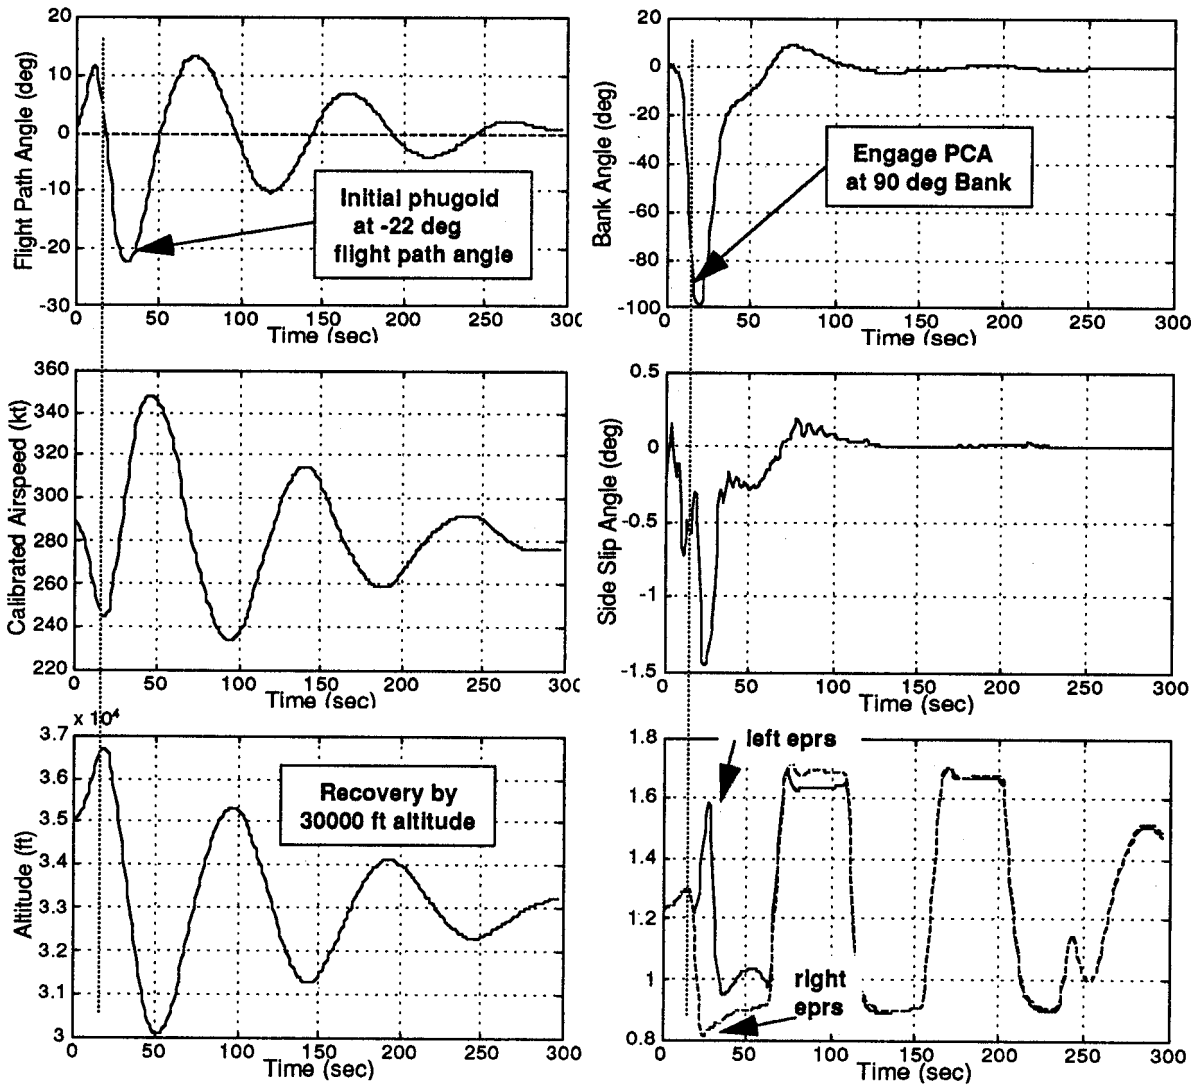 20
10
0
-10
-20
-30
Flight Path Angle (deg)
Initial phugoid
at -22 deg
flight path angle
0 50 100 150 200 250 300
Time (sec)
20
0
-20
-40
-60
-80
-100
Bank Angle (deg)
Engage PCA
at 90 deg Bank
0 50 100 150 200 250 300
Time (sec)
360
340
320
300
280
260
240
220
Calibrated Airspeed (kt)
0 50 100 150 200 250 300
Time (sec)
0.5
0
-0.5
-1
-1.5
Side Slip Angle (deg)
0 50 100 150 200 250 300
Time (sec)
x 10⁴
3.7
3.6
3.5
3.4
3.3
3.2
3.1
3
Altitude (ft)
Recovery by
30000 ft altitude
0 50 100 150 200 250 300
Time (sec)
1.8
1.6
1.4
1.2
1
0.8
left eprs
right
eprs
0 50 100 150 200 250 300
Time (sec)